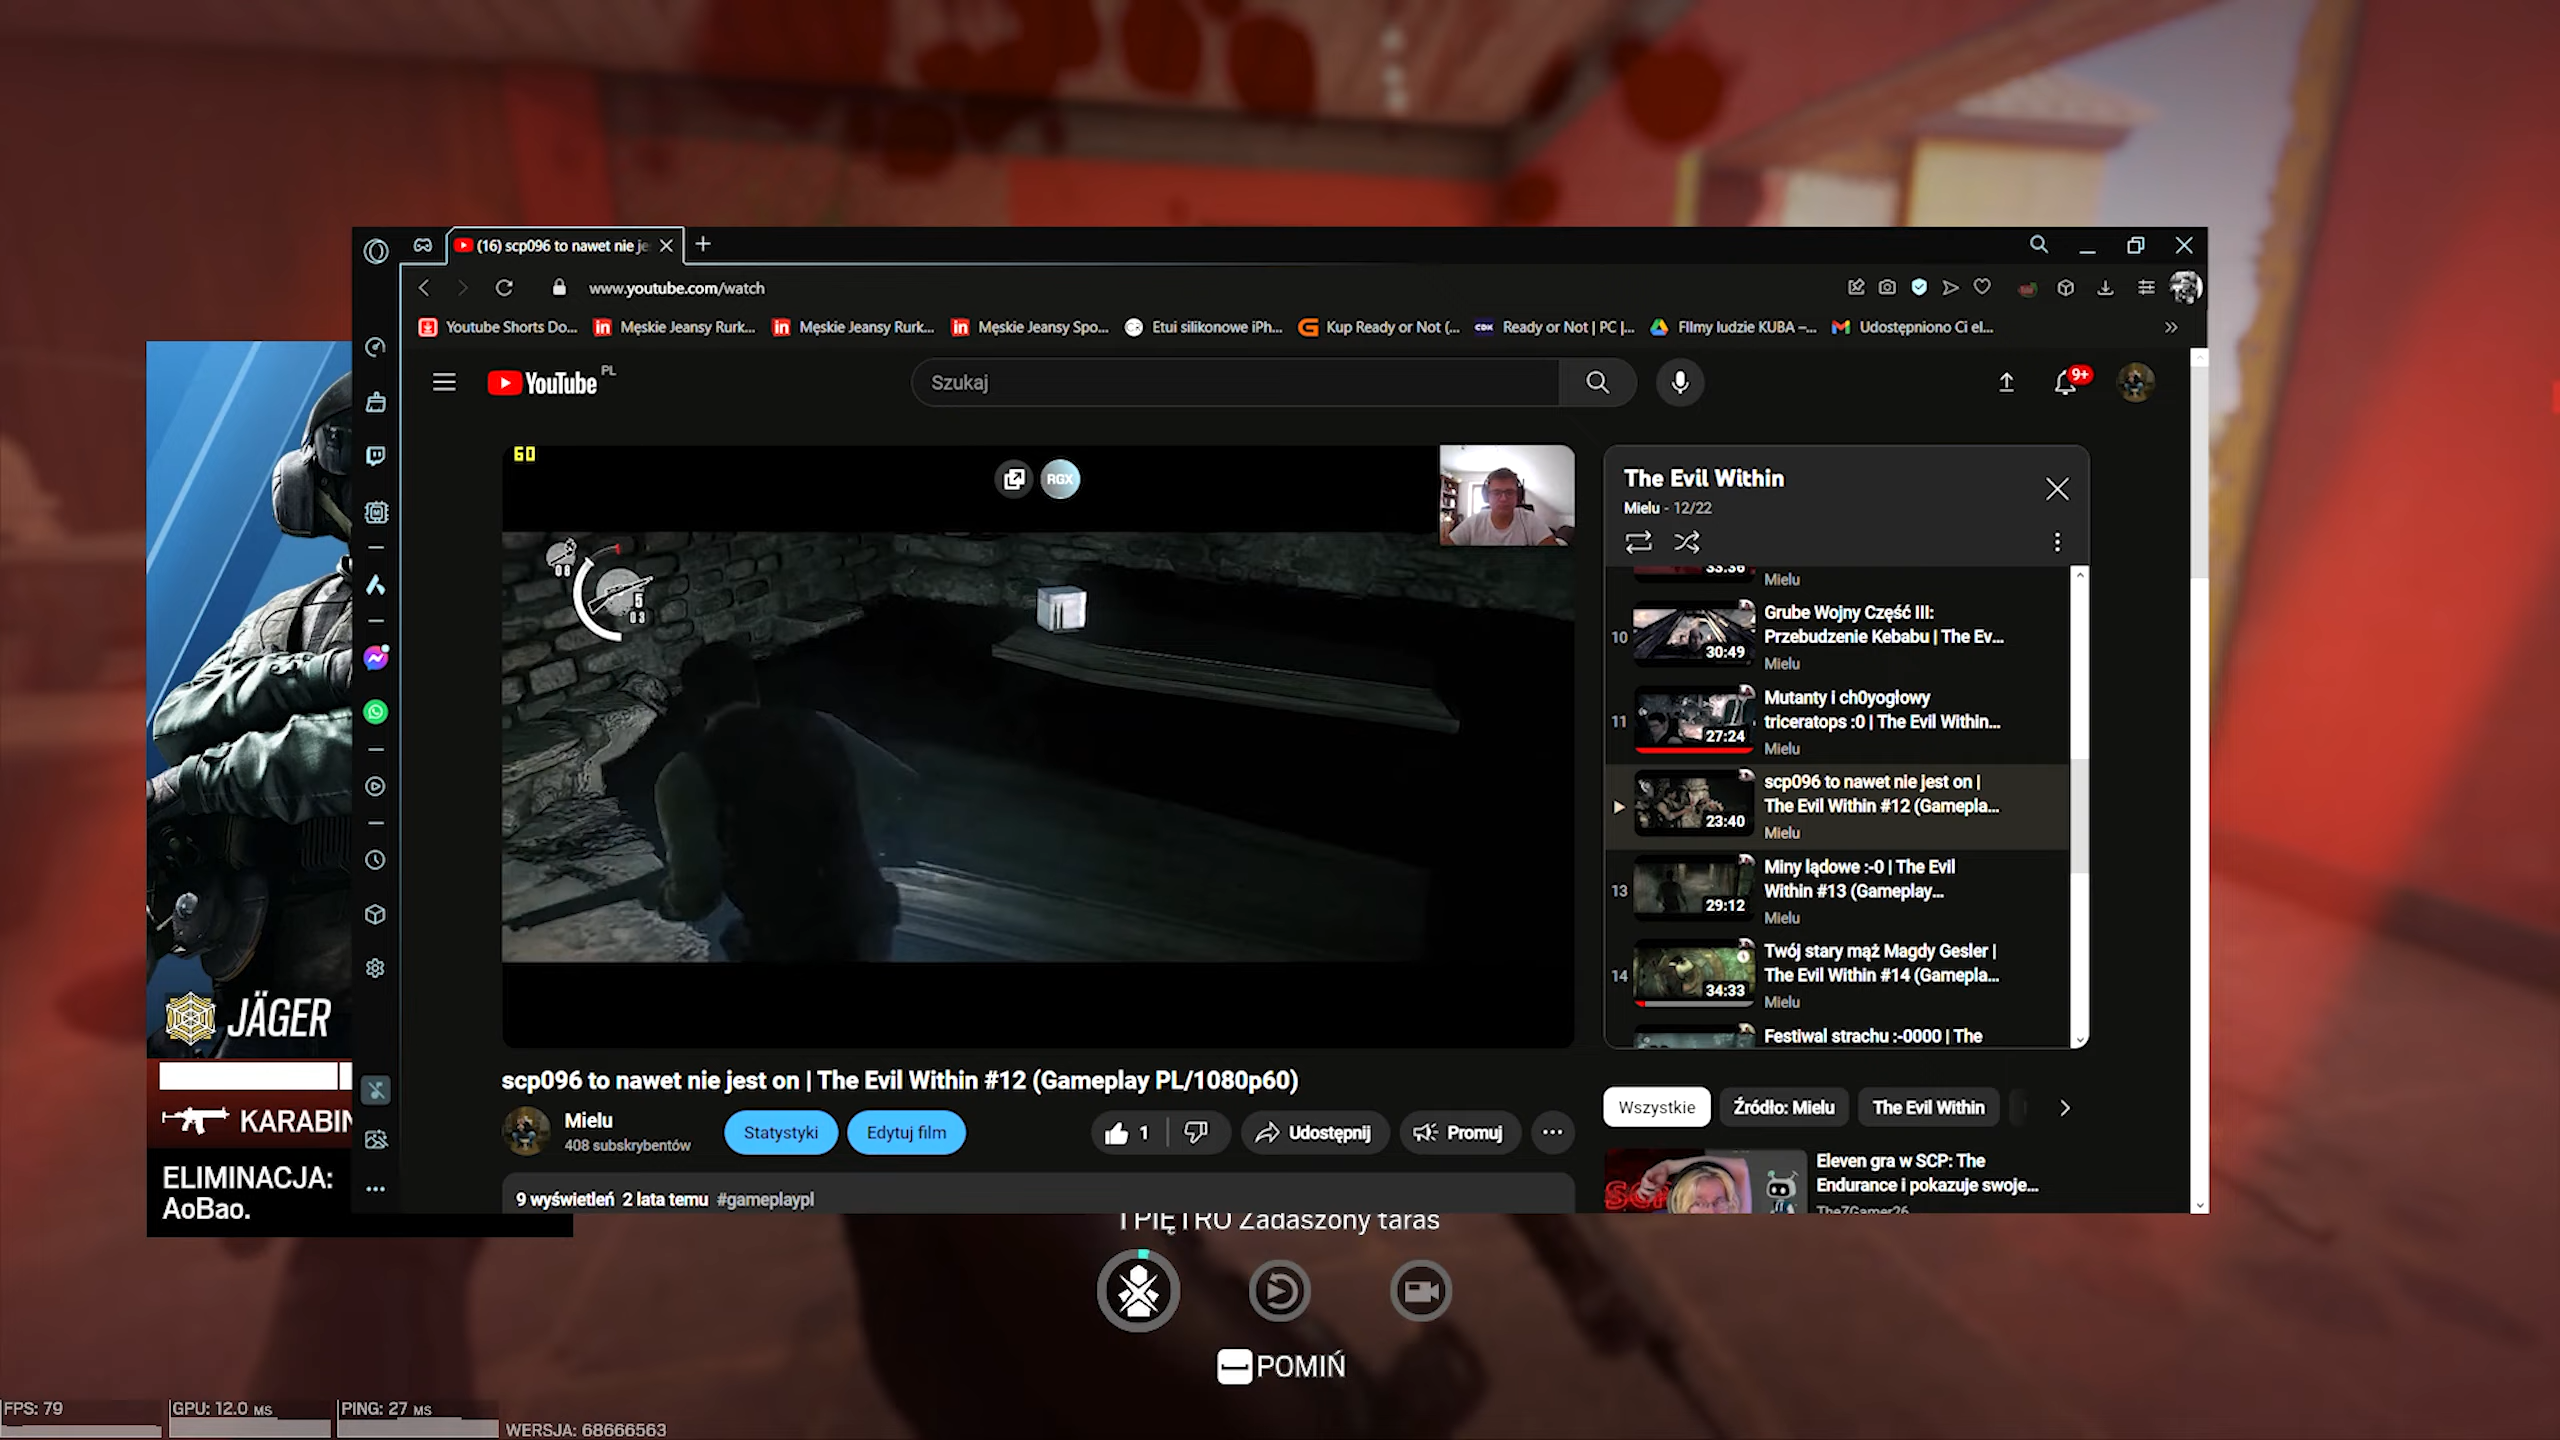 (16) scp096 to nawet nie je
www.youtube.com/watch
Youtube Shorts Do...
Męskie Jeansy Rurk...
Męskie Jeansy Rurk...
Męskie Jeansy Spo...
Etui silikonowe iPh...
Kup Ready or Not (...
Ready or Not | PC |...
FIlmy ludzie KUBA –...
Udostępniono Ci el...
YouTube PL
Szukaj
9+
60
RGX
08
5
03
The Evil Within
Mielu - 12/22
33:36
Mielu
10
30:49
Grube Wojny Część III:
Przebudzenie Kebabu | The Ev...
Mielu
11
27:24
Mutanty i ch0yogłowy
triceratops :0 | The Evil Within...
Mielu
23:40
scp096 to nawet nie jest on |
The Evil Within #12 (Gamepla...
Mielu
13
29:12
Miny lądowe :-0 | The Evil
Within #13 (Gameplay...
Mielu
14
34:33
Twój stary mąż Magdy Gesler |
The Evil Within #14 (Gamepla...
Mielu
Festiwal strachu :-0000 | The
scp096 to nawet nie jest on | The Evil Within #12 (Gameplay PL/1080p60)
Mielu
408 subskrybentów
Statystyki
Edytuj film
1
Udostępnij
Promuj
9 wyświetleń 2 lata temu #gameplaypl
Wszystkie
Źródło: Mielu
The Evil Within
Eleven gra w SCP: The
Endurance i pokazuje swoje...
TheZGamer26
JÄGER
KARABIN
ELIMINACJA:
AoBao.
1 PIĘTRO Zadaszony taras
POMIŃ
FPS: 79
GPU: 12.0 MS
PING: 27 MS
WERSJA: 68666563